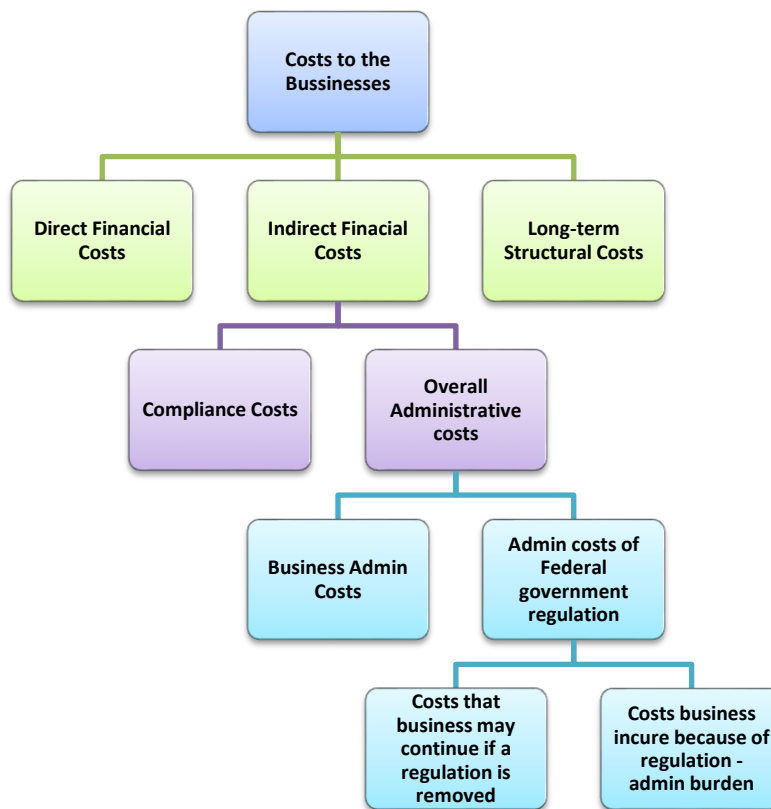 Costs to the
Bussinesses
Direct Financial
Costs
Indirect Finacial
Costs
Long-term
Structural Costs
Compliance Costs
Overall
Administrative
costs
Business Admin
Costs
Admin costs of
Federal
government
regulation
Costs that
business may
continue if a
regulation is
removed
Costs business
incure because of
regulation -
admin burden